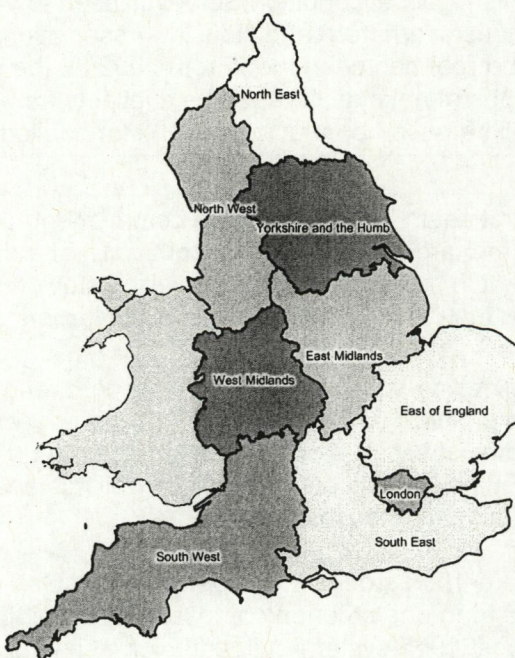 North East
North West
Yorkshire and the Humb
East Midlands
West Midlands
East of England
London
South East
South West